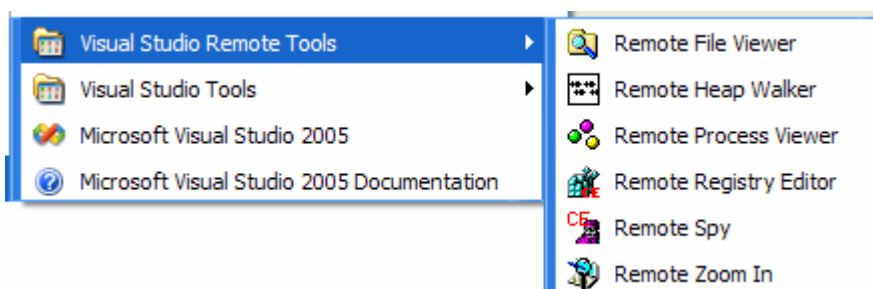 Visual Studio Remote Tools
Visual Studio Tools
Microsoft Visual Studio 2005
Microsoft Visual Studio 2005 Documentation
Remote File Viewer
Remote Heap Walker
Remote Process Viewer
Remote Registry Editor
Remote Spy
Remote Zoom In